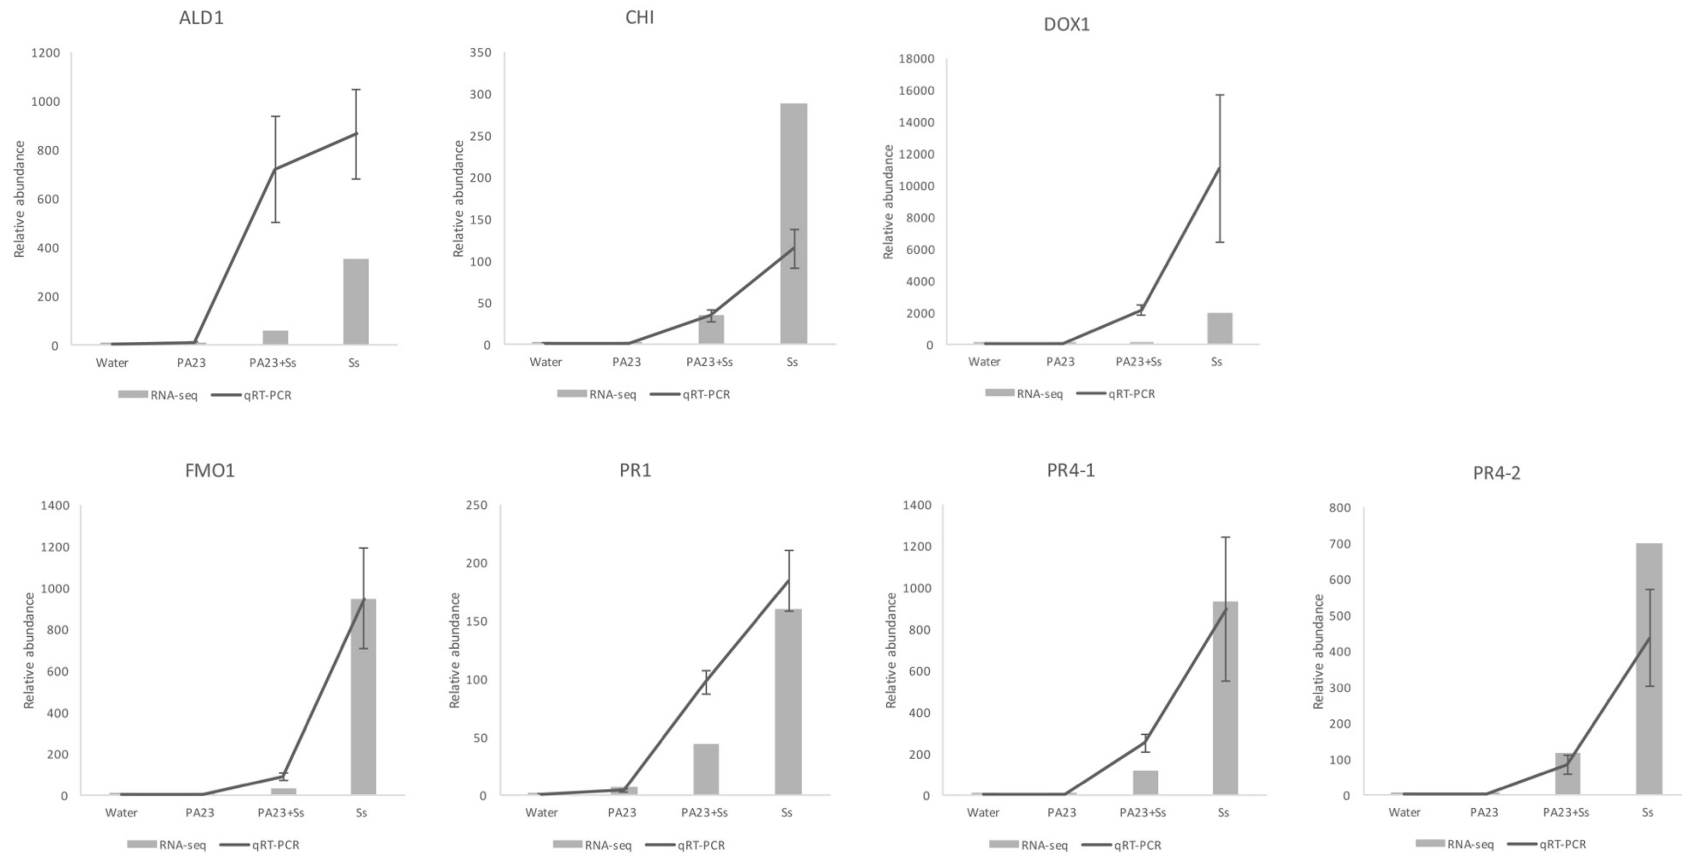 ALD1
1200
1000
800
600
400
200
0
Relative abundance
Water PA23 PA23+Ss Ss
RNA-seq qRT-PCR
CHI
350
300
250
200
150
100
50
0
Relative abundance
Water PA23 PA23+Ss Ss
RNA-seq qRT-PCR
DOX1
18000
16000
14000
12000
10000
8000
6000
4000
2000
0
Relative abundance
Water PA23 PA23+Ss Ss
RNA-seq qRT-PCR
FMO1
1400
1200
1000
800
600
400
200
0
Relative abundance
Water PA23 PA23+Ss Ss
RNA-seq qRT-PCR
PR1
250
200
150
100
50
0
Relative abundance
Water PA23 PA23+Ss Ss
RNA-seq qRT-PCR
PR4-1
1400
1200
1000
800
600
400
200
0
Relative abundance
Water PA23 PA23+Ss Ss
RNA-seq qRT-PCR
PR4-2
800
700
600
500
400
300
200
100
0
Relative abundance
Water PA23 PA23+Ss Ss
RNA-seq qRT-PCR